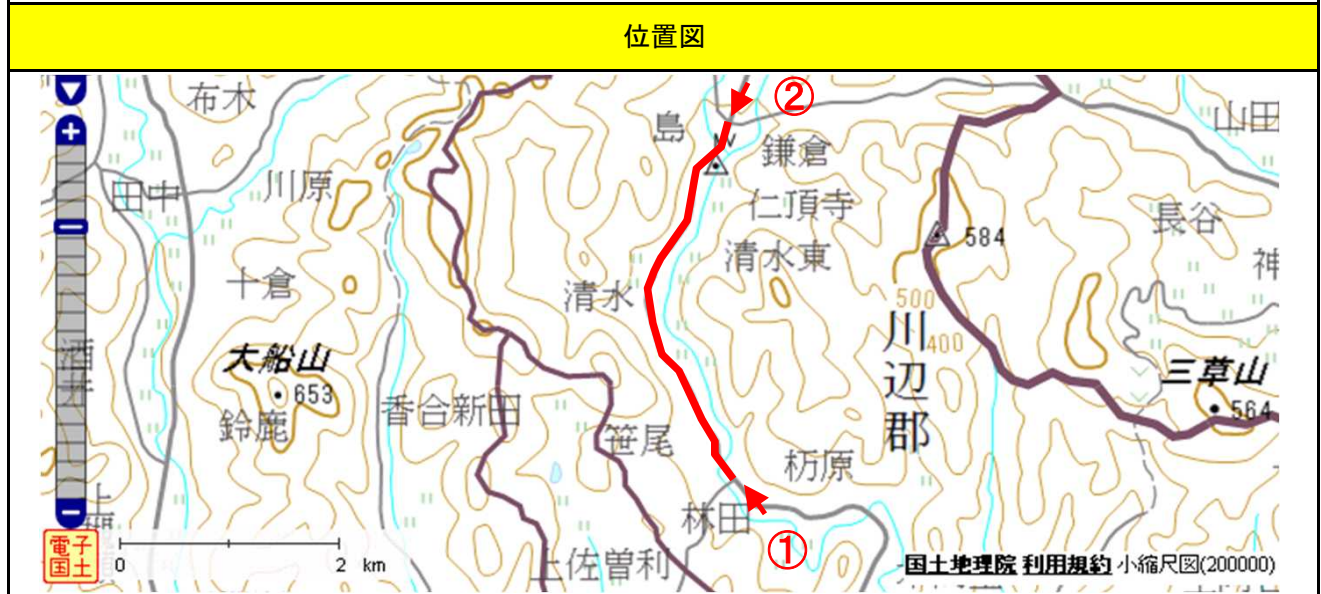 位置図
布木
島
②
山田
鎌倉
田中
川原
仁頂寺
長谷
584
清水東
神
十倉
清水
500
川辺郡
400
大船山
653
三草山
564
鈴鹿
香合新田
笹尾
杤原
林田
①
上佐曽利
電子国土
0 2 km
国土地理院 利用規約 小縮尺図(200000)